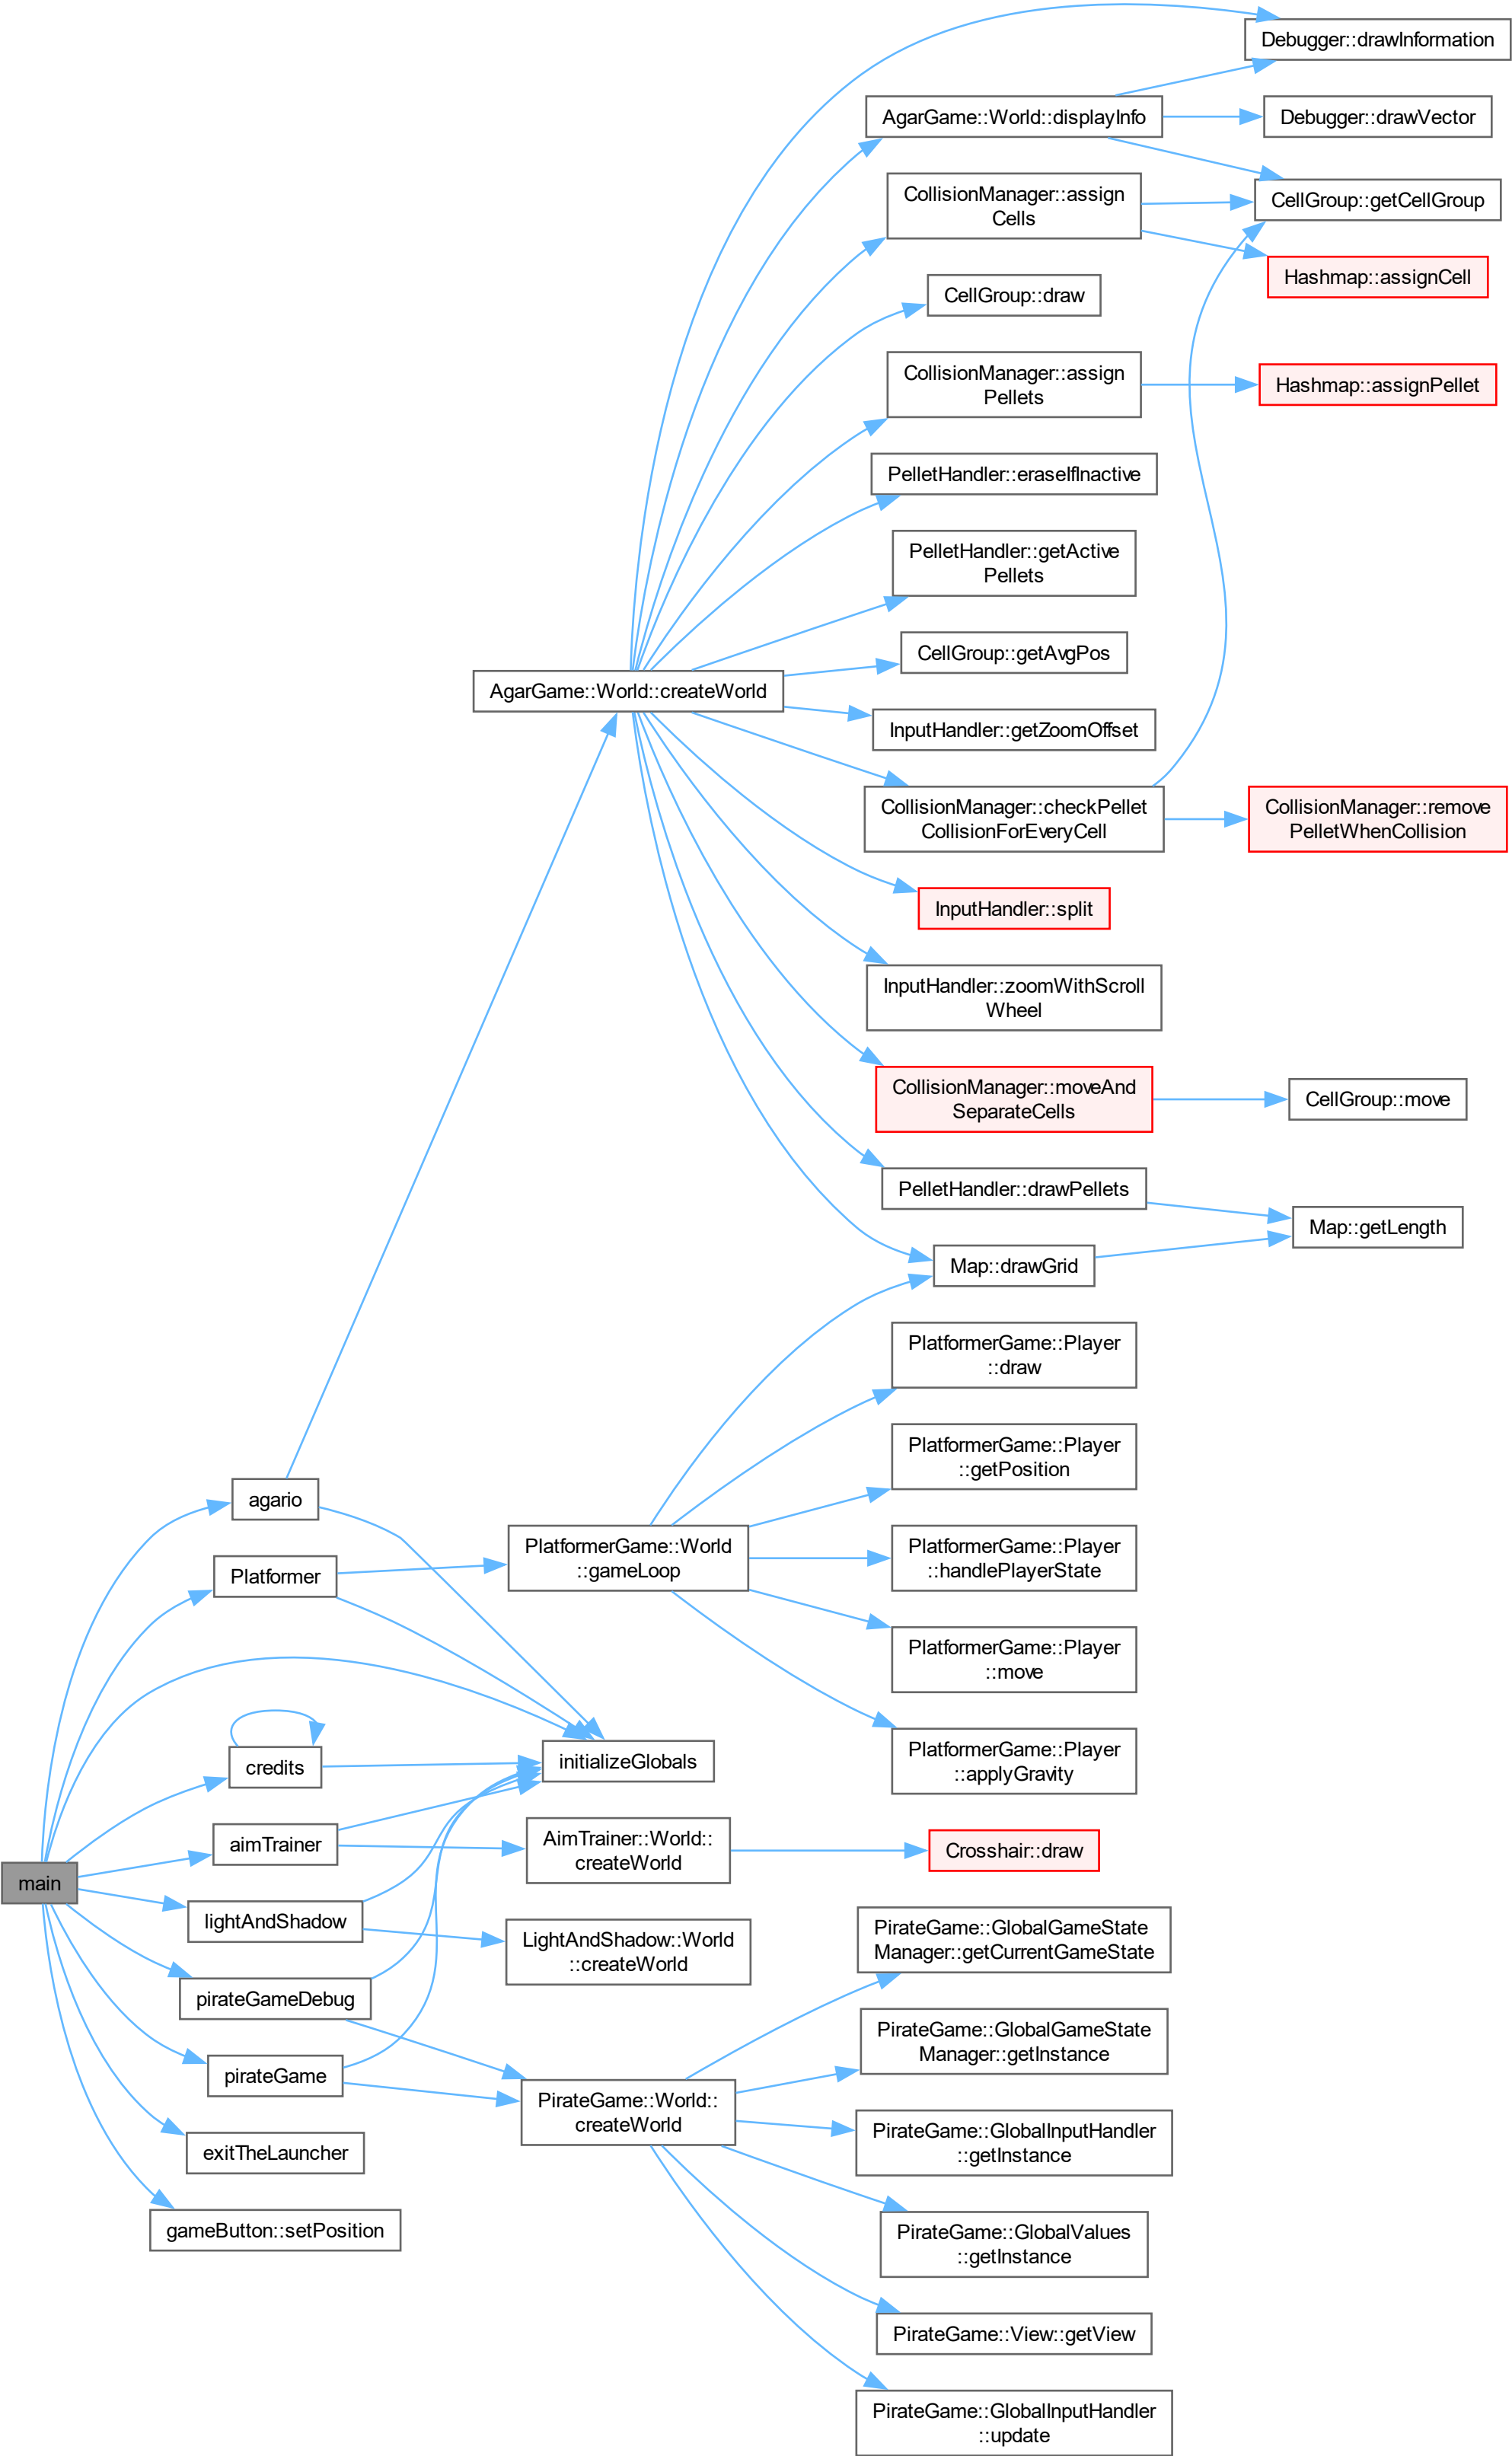 Debugger::drawInformation
AgarGame::World::displayInfo
Debugger::drawVector
CollisionManager::assign
Cells
CellGroup::getCellGroup
Hashmap::assignCell
CellGroup::draw
CollisionManager::assign
Pellets
Hashmap::assignPellet
PelletHandler::eraseIfInactive
PelletHandler::getActive
Pellets
CellGroup::getAvgPos
AgarGame::World::createWorld
InputHandler::getZoomOffset
CollisionManager::checkPellet
CollisionForEveryCell
CollisionManager::remove
PelletWhenCollision
InputHandler::split
InputHandler::zoomWithScroll
Wheel
CollisionManager::moveAnd
SeparateCells
CellGroup::move
PelletHandler::drawPellets
Map::getLength
Map::drawGrid
PlatformerGame::Player
::draw
PlatformerGame::Player
::getPosition
agario
PlatformerGame::World
::gameLoop
PlatformerGame::Player
::handlePlayerState
Platformer
PlatformerGame::Player
::move
PlatformerGame::Player
::applyGravity
credits
initializeGlobals
aimTrainer
AimTrainer::World::
createWorld
Crosshair::draw
main
lightAndShadow
LightAndShadow::World
::createWorld
PirateGame::GlobalGameState
Manager::getCurrentGameState
pirateGameDebug
PirateGame::GlobalGameState
Manager::getInstance
pirateGame
PirateGame::World::
createWorld
PirateGame::GlobalInputHandler
::getInstance
exitTheLauncher
gameButton::setPosition
PirateGame::GlobalValues
::getInstance
PirateGame::View::getView
PirateGame::GlobalInputHandler
::update